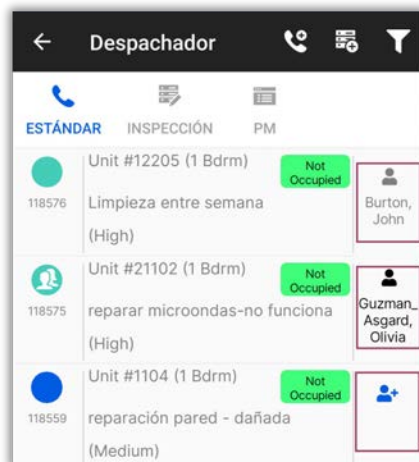 Despachador
ESTÁNDAR INSPECCIÓN PM
Unit #12205 (1 Bdrm)
Not
Occupied
118576
Limpieza entre semana
(High)
Burton,
John
Unit #21102 (1 Bdrm)
Not
Occupied
118575
reparar microondas-no funciona
(High)
Guzman_
Asgard,
Olivia
Unit #1104 (1 Bdrm)
Not
Occupied
118559
reparación pared - dañada
(Medium)